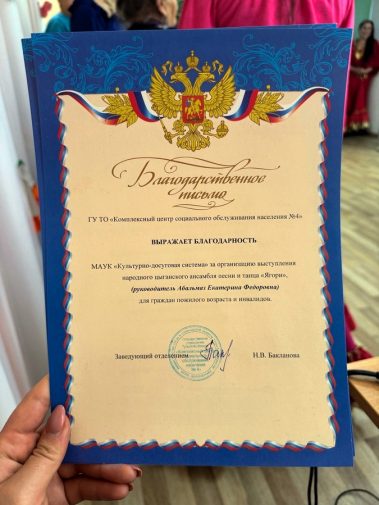 Благодарственное
письмо
ГУ ТО «Комплексный центр социального обслуживания населения №4»
ВЫРАЖАЕТ БЛАГОДАРНОСТЬ
МАУК «Культурно-досуговая система» за организацию выступления
народного цыганского ансамбля песни и танца «Ягори»,
(руководитель Абальмаз Екатерина Федоровна)
для граждан пожилого возраста и инвалидов.
Заведующий отделением
Н.В. Бакланова